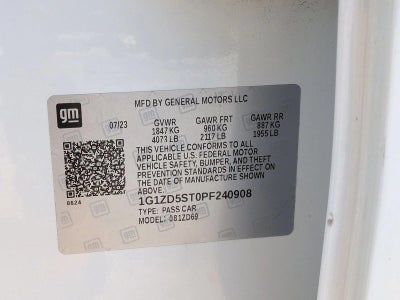 MFD BY GENERAL MOTORS LLC
gm
07/23 GVWR GAWR FRT GAWR RR
1847 KG 960 KG 887 KG
4073 LB 2117 LB 1955 LB
THIS VEHICLE CONFORMS TO ALL
APPLICABLE U.S. FEDERAL MOTOR
VEHICLE SAFETY, BUMPER, AND THEFT
PREVENTION STANDARDS IN EFFECT ON
THE DATE OF MANUFACTURE SHOWN
ABOVE.
8624
1G1ZD5ST0PF240908
TYPE: PASS CAR
MODEL: 081ZD69